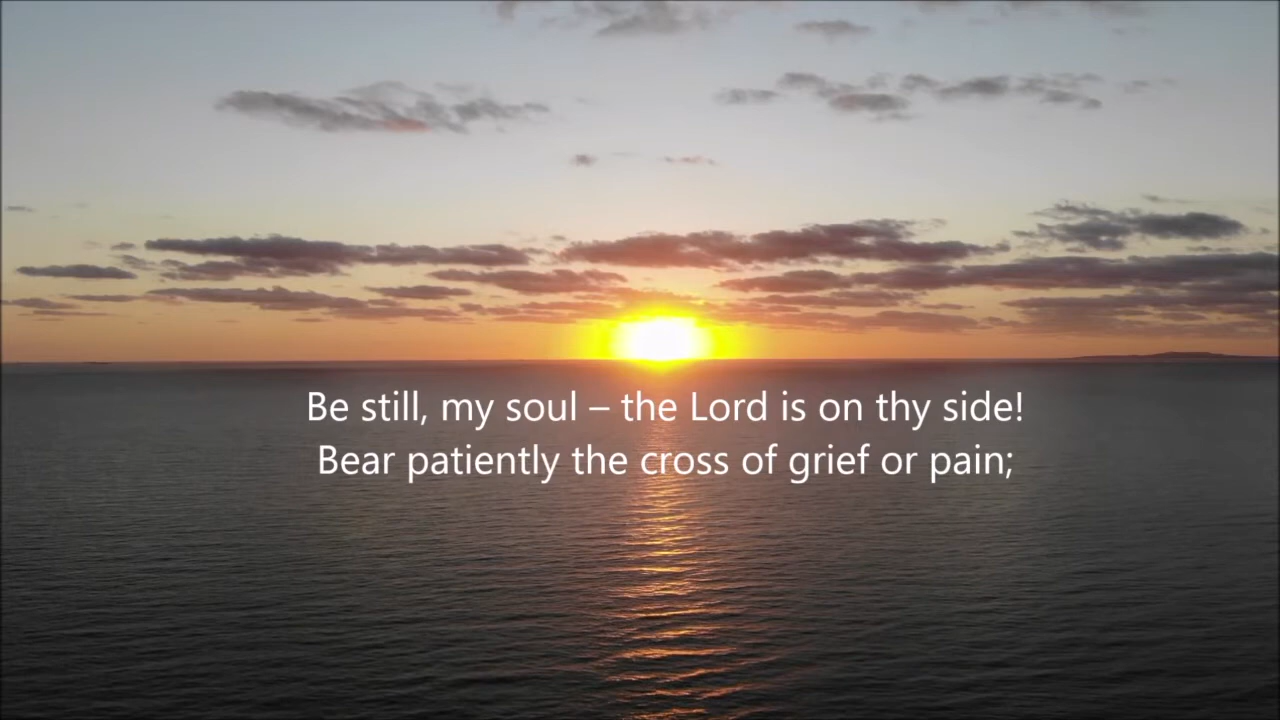 Be still, my soul – the Lord is on thy side!
Bear patiently the cross of grief or pain;